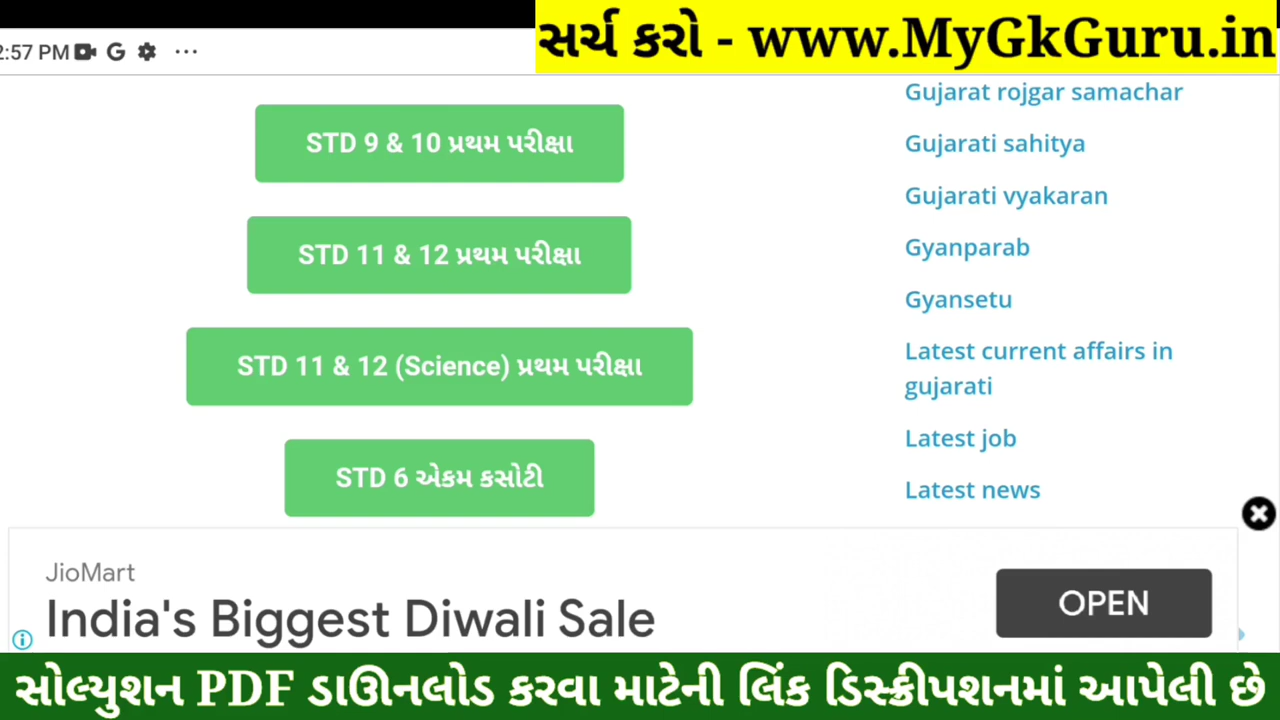 2:57 PM G ...
સર્ચ કરો - www.MyGkGuru.in
STD 9 & 10 પ્રથમ પરીક્ષા
STD 11 & 12 પ્રથમ પરીક્ષા
STD 11 & 12 (Science) પ્રથમ પરીક્ષા
STD 6 એકમ કસોટી
Gujarat rojgar samachar
Gujarati sahitya
Gujarati vyakaran
Gyanparab
Gyansetu
Latest current affairs in
gujarati
Latest job
Latest news
JioMart
India's Biggest Diwali Sale
OPEN
સોલ્યુશન PDF ડાઊનલોડ કરવા માટેની લિંક ડિસ્ક્રીપશનમાં આપેલી છે